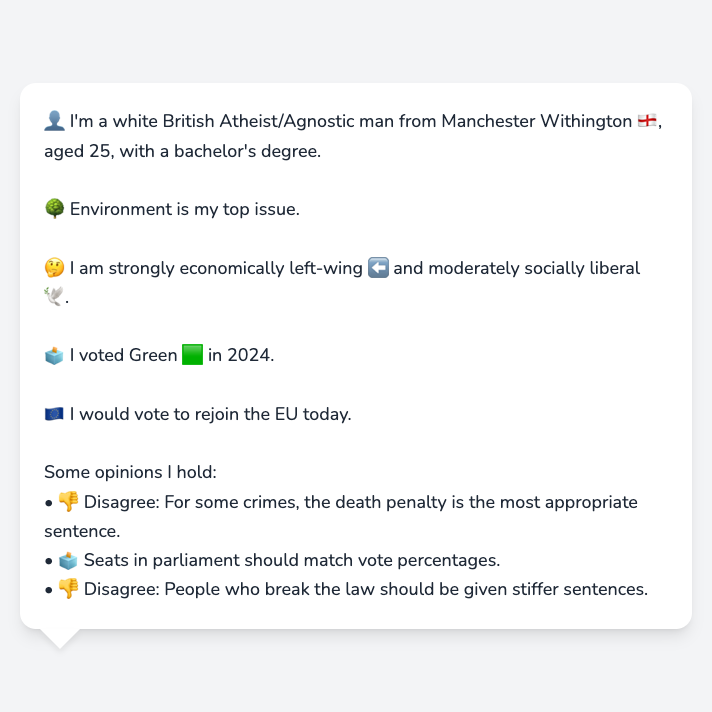 👤 I'm a white British Atheist/Agnostic man from Manchester Withington 🏴󠁧󠁢󠁥󠁮󠁧󠁿,
aged 25, with a bachelor's degree.
🌳 Environment is my top issue.
🤔 I am strongly economically left-wing ⬅️ and moderately socially liberal
🕊️.
🗳️ I voted Green 🟩 in 2024.
🇪🇺 I would vote to rejoin the EU today.
Some opinions I hold:
• 👎 Disagree: For some crimes, the death penalty is the most appropriate
sentence.
• 🗳️ Seats in parliament should match vote percentages.
• 👎 Disagree: People who break the law should be given stiffer sentences.